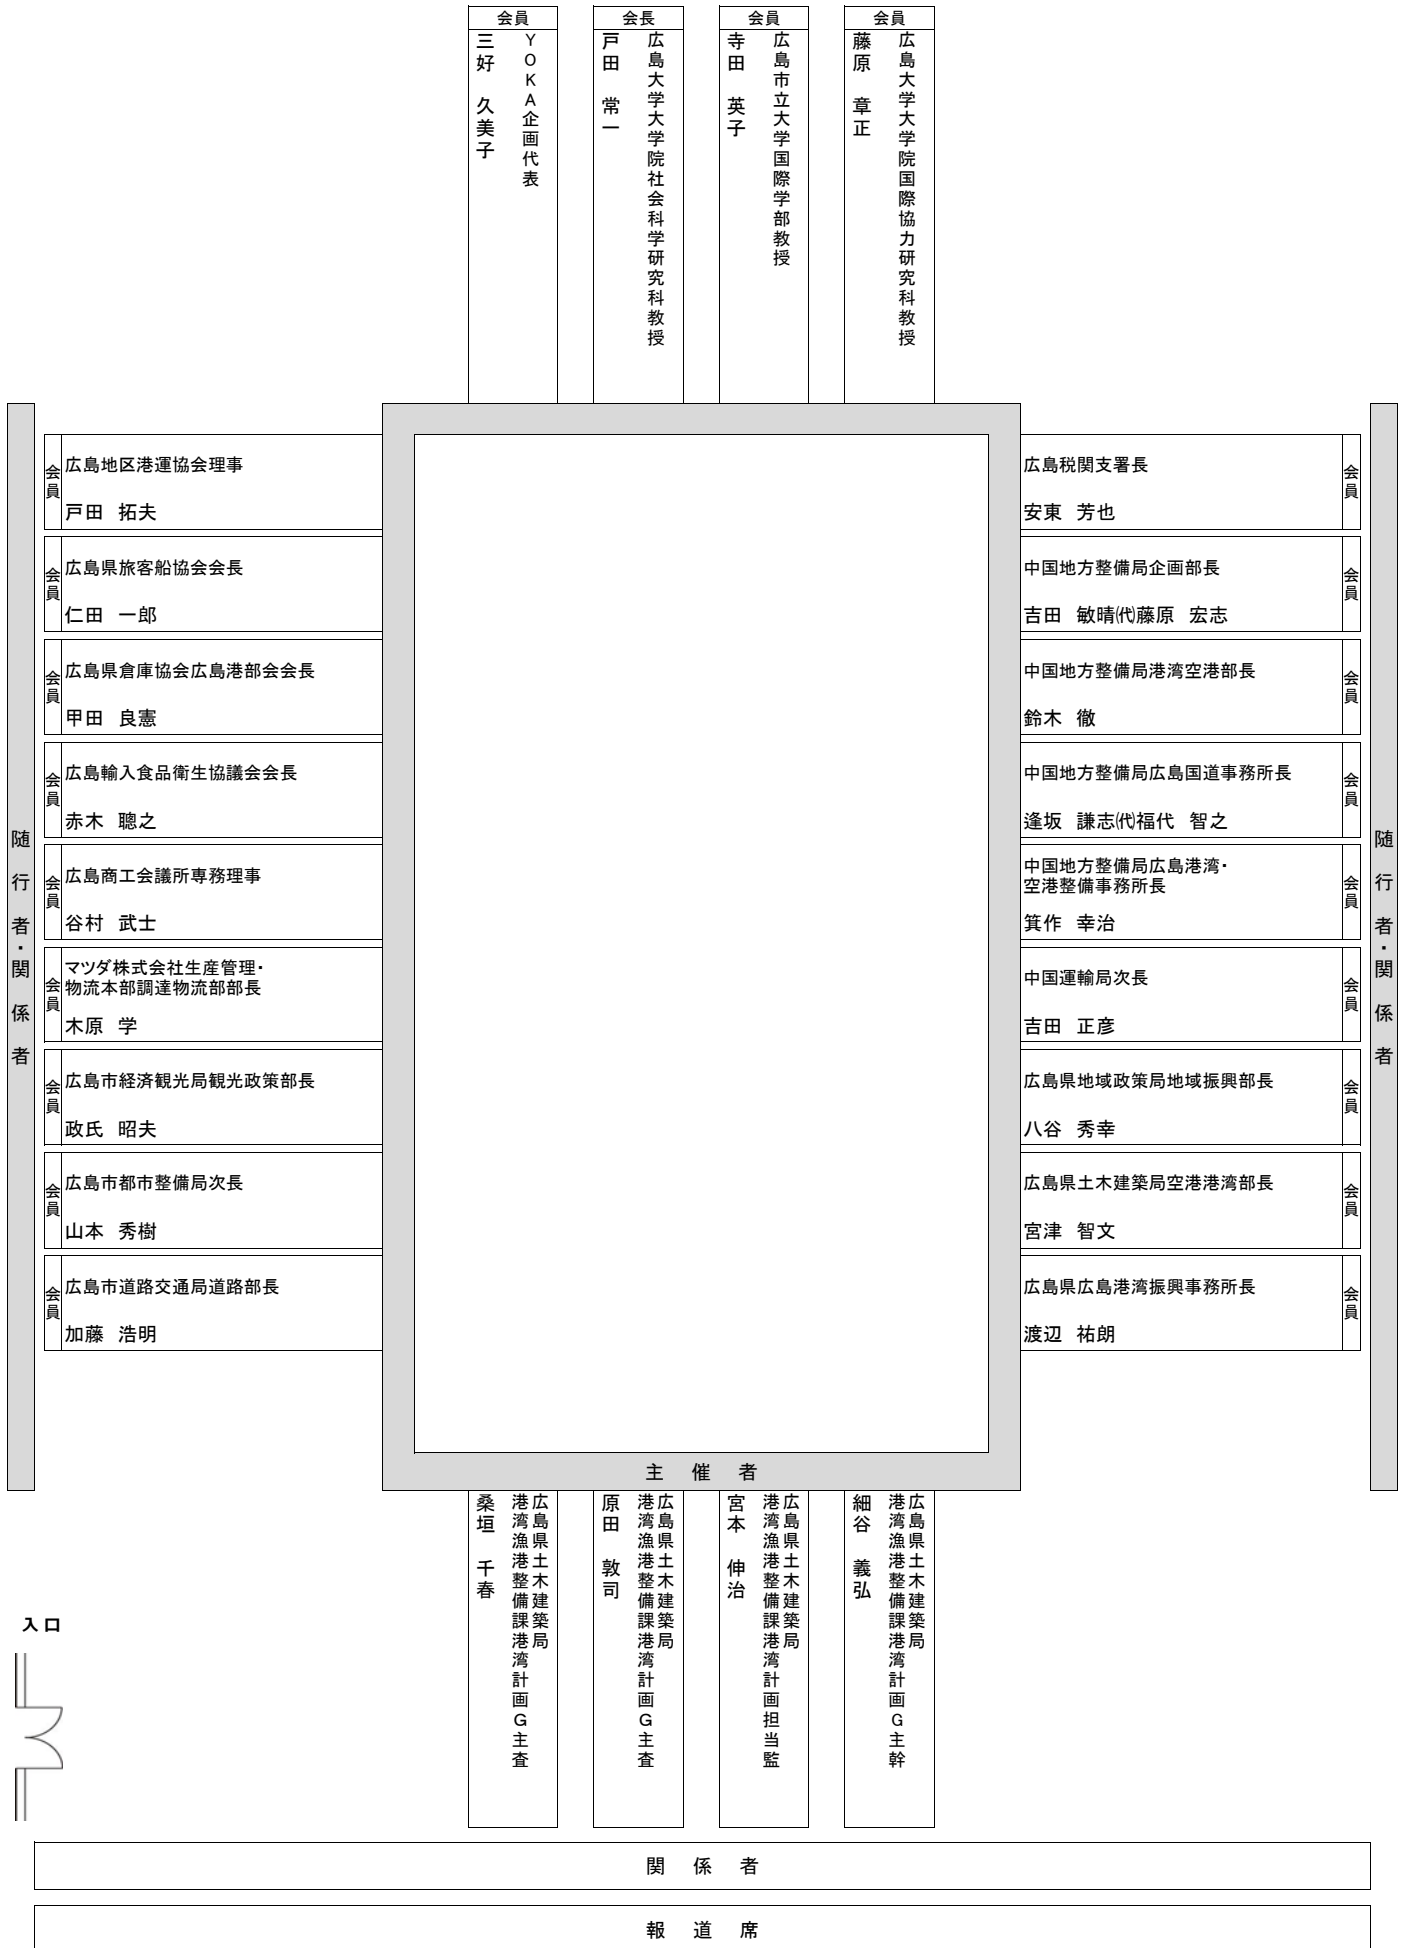 会員
三好 久美子
YOKA企画代表
会長
戸田 常一
広島大学大学院社会科学研究科教授
会員
寺田 英子
広島市立大学国際学部教授
会員
藤原 章正
広島大学大学院国際協力研究科教授
随行者・関係者
会員
広島地区港運協会理事
戸田 拓夫
会員
広島県旅客船協会会長
仁田 一郎
会員
広島県倉庫協会広島港部会会長
甲田 良憲
会員
広島輸入食品衛生協議会会長
赤木 聰之
会員
広島商工会議所専務理事
谷村 武士
会員
マツダ株式会社生産管理・
物流本部調達物流部部長
木原 学
会員
広島市経済観光局観光政策部長
政氏 昭夫
会員
広島市都市整備局次長
山本 秀樹
会員
広島市道路交通局道路部長
加藤 浩明
広島税関支署長
安東 芳也
会員
中国地方整備局企画部長
吉田 敏晴㈹藤原 宏志
会員
中国地方整備局港湾空港部長
鈴木 徹
会員
中国地方整備局広島国道事務所長
逢坂 謙志㈹福代 智之
会員
中国地方整備局広島港湾・
空港整備事務所長
箕作 幸治
会員
中国運輸局次長
吉田 正彦
会員
広島県地域政策局地域振興部長
八谷 秀幸
会員
広島県土木建築局空港港湾部長
宮津 智文
会員
広島県広島港湾振興事務所長
渡辺 祐朗
会員
随行者・関係者
主催者
桑垣 千春
広島県土木建築局
港湾漁港整備課港湾計画G主査
原田 敦司
広島県土木建築局
港湾漁港整備課港湾計画G主査
宮本 伸治
広島県土木建築局
港湾漁港整備課港湾計画担当監
細谷 義弘
広島県土木建築局
港湾漁港整備課港湾計画G主幹
入口
関係者
報道席